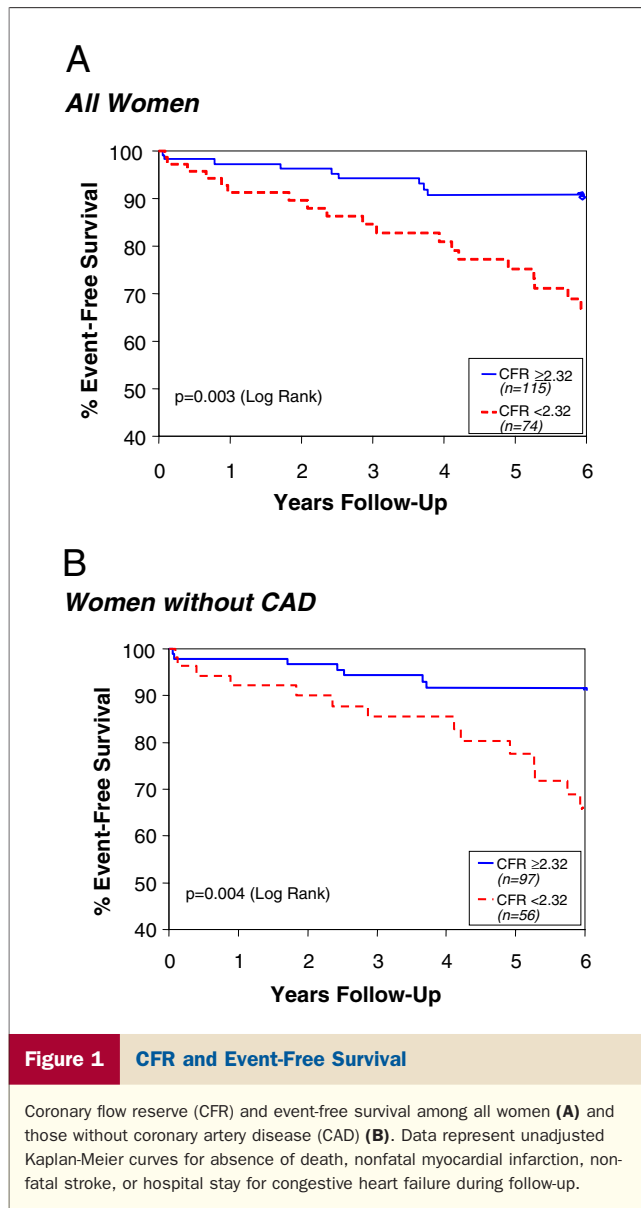 A
All Women
100
90
80
70
60
50
40
% Event-Free Survival
p=0.003 (Log Rank)
CFR ≥2.32
(n=115)
CFR <2.32
(n=74)
0 1 2 3 4 5 6
Years Follow-Up
B
Women without CAD
100
90
80
70
60
50
40
% Event-Free Survival
p=0.004 (Log Rank)
CFR ≥2.32
(n=97)
CFR <2.32
(n=56)
0 1 2 3 4 5 6
Years Follow-Up
Figure 1 CFR and Event-Free Survival
Coronary flow reserve (CFR) and event-free survival among all women (A) and
those without coronary artery disease (CAD) (B). Data represent unadjusted
Kaplan-Meier curves for absence of death, nonfatal myocardial infarction, non-
fatal stroke, or hospital stay for congestive heart failure during follow-up.